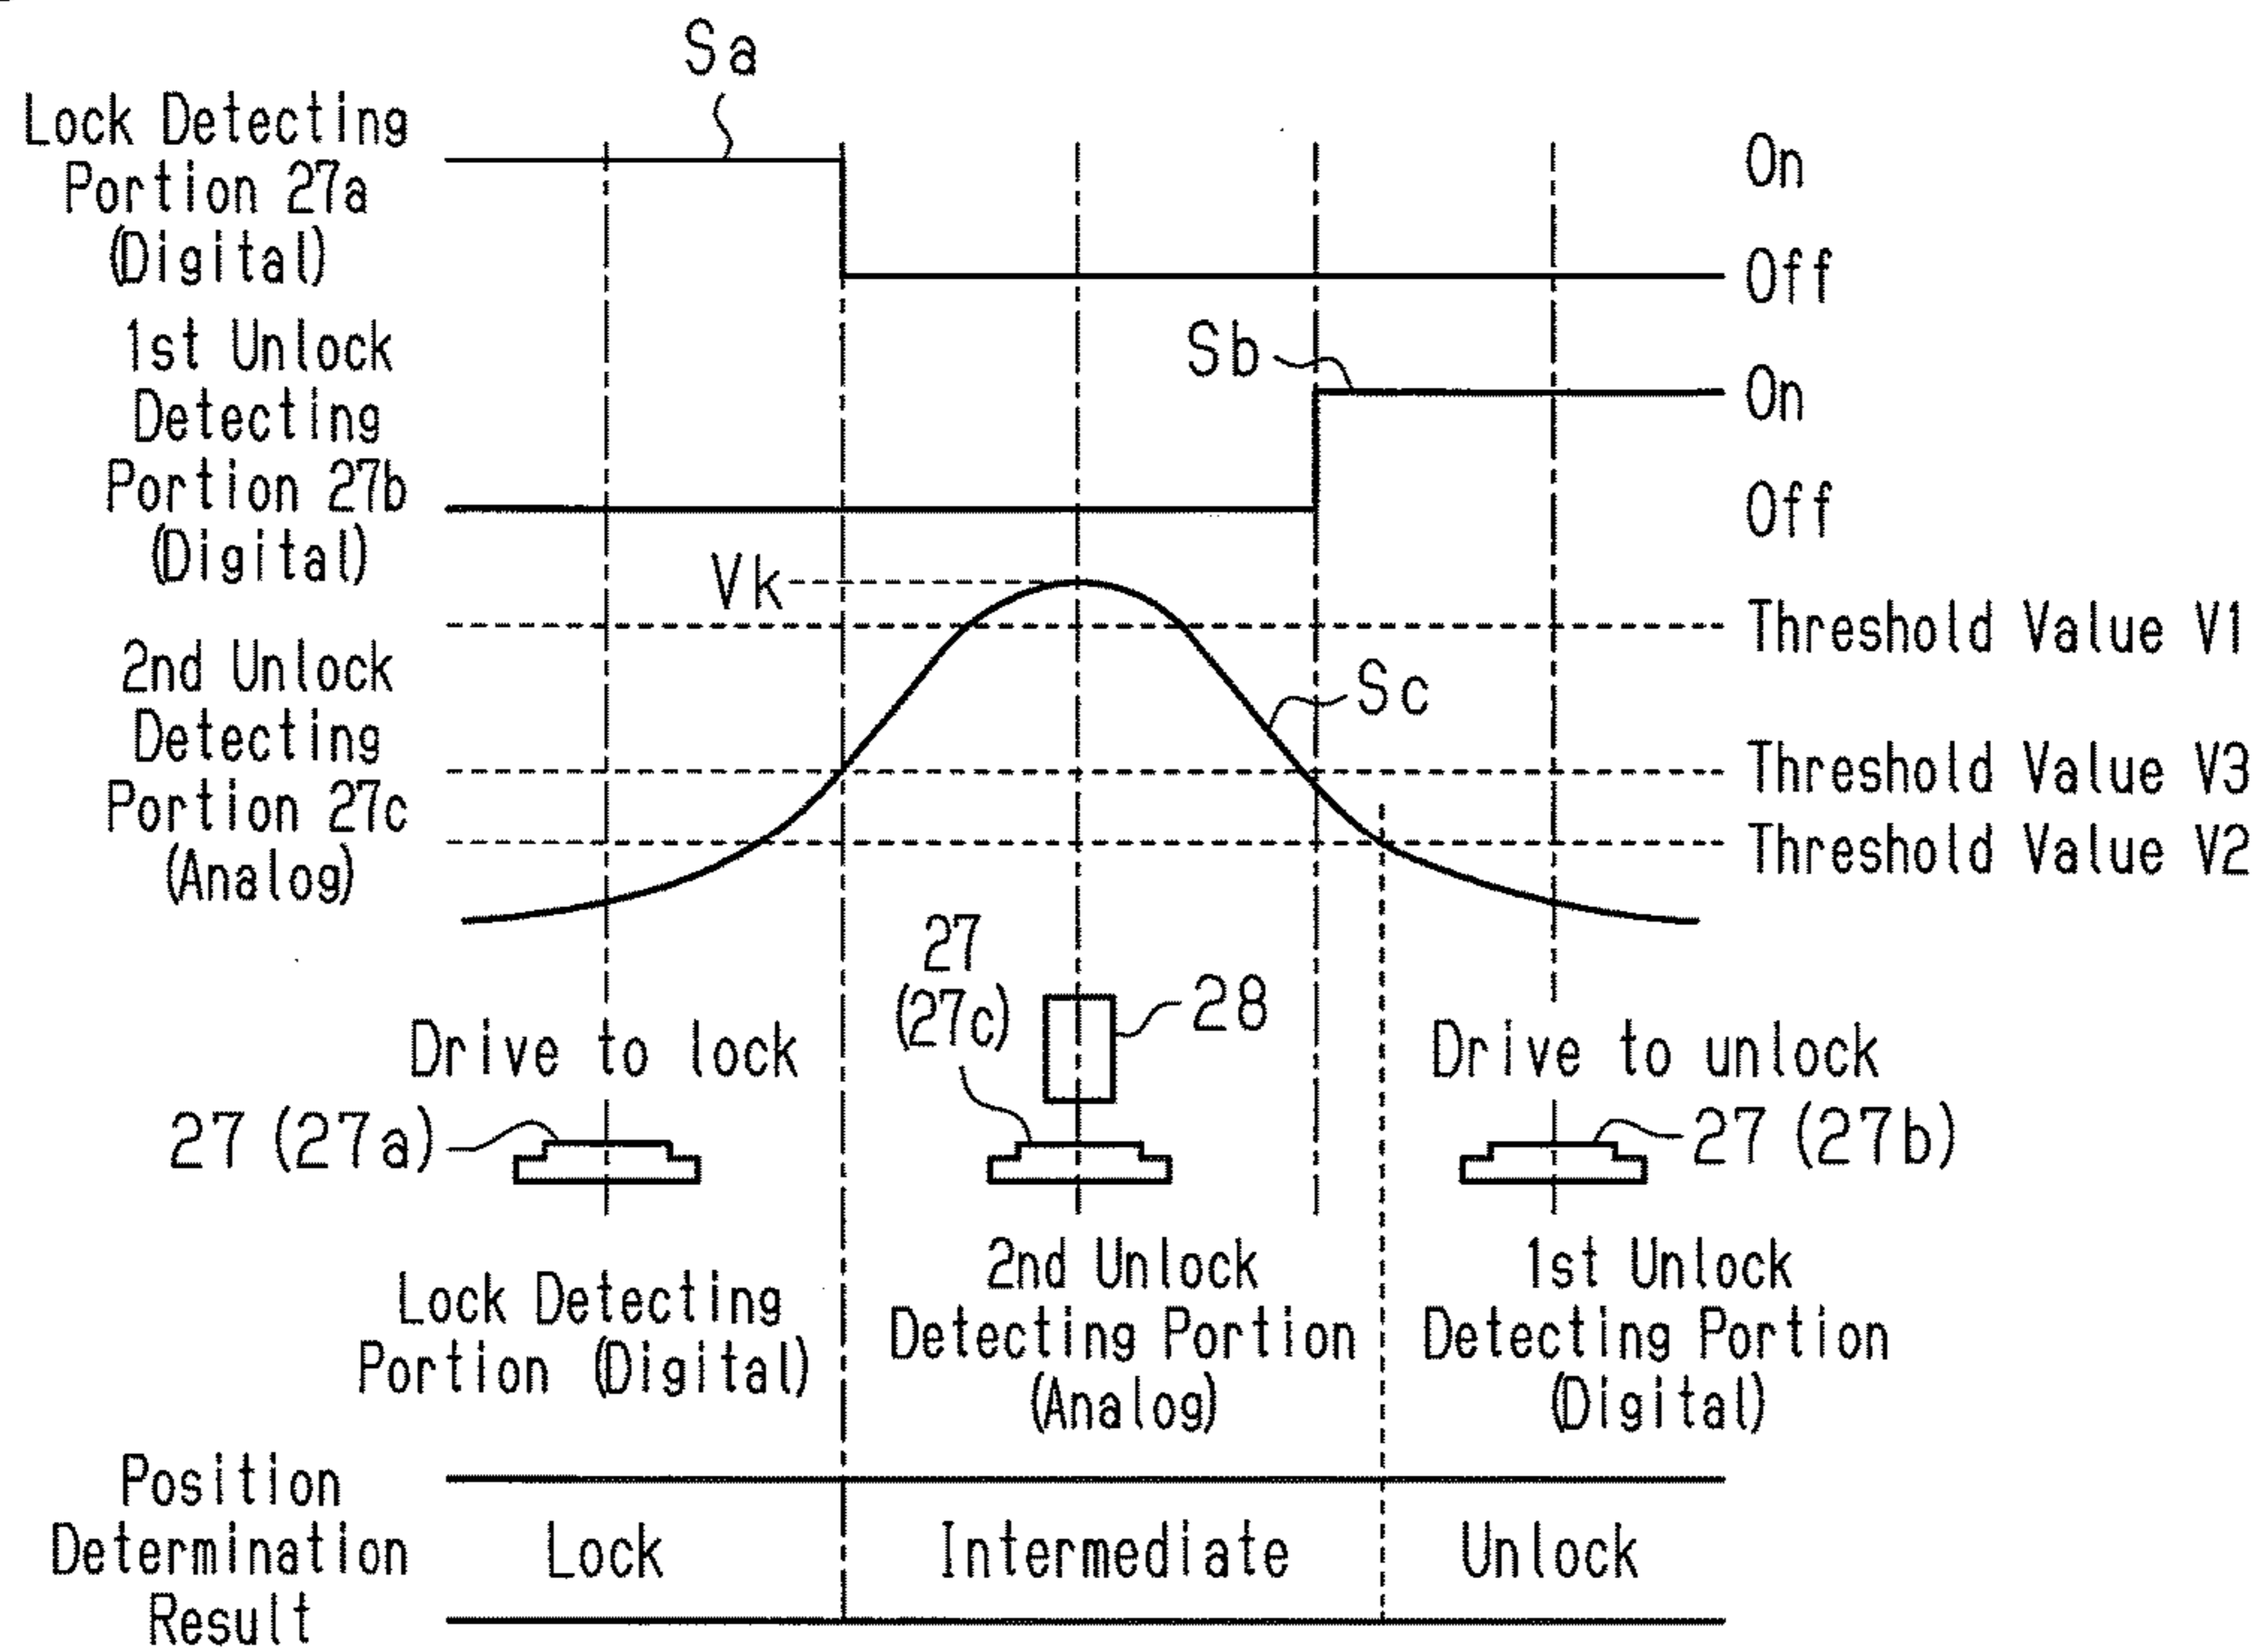 Sa
Lock Detecting
Portion 27a
(Digital)
On
Off
1st Unlock
Detecting
Portion 27b
(Digital)
Sb
On
Off
Vk
Threshold Value V1
2nd Unlock
Detecting
Portion 27c
(Analog)
Sc
Threshold Value V3
Threshold Value V2
27
(27c)
28
Drive to lock
Drive to unlock
27 (27a)
27 (27b)
Lock Detecting
Portion (Digital)
2nd Unlock
Detecting Portion
(Analog)
1st Unlock
Detecting Portion
(Digital)
Position
Determination
Result
Lock
Intermediate
Unlock